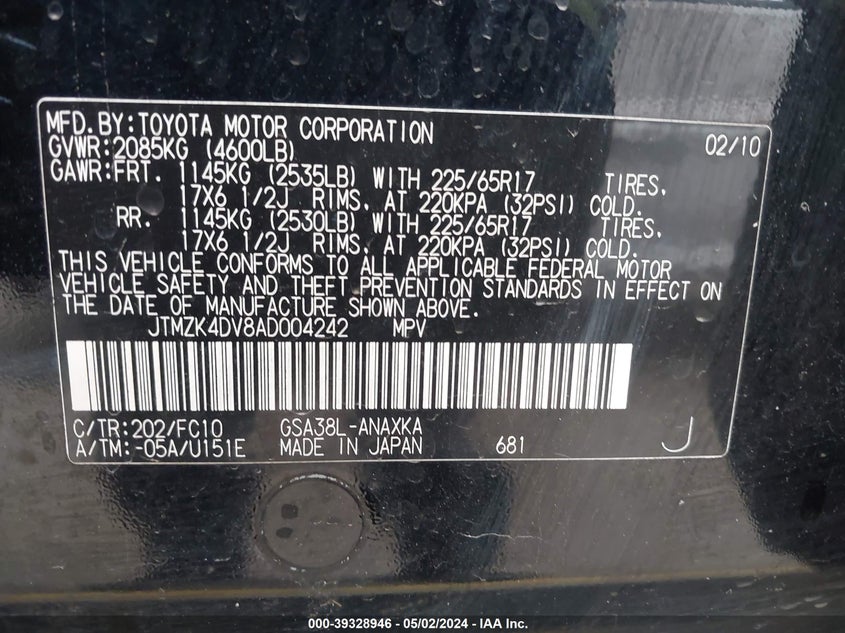 MFD.BY:TOYOTA MOTOR CORPORATION 02/10
GVWR:2085KG (4600LB)
GAWR:FRT. 1145KG (2535LB) WITH 225/65R17 TIRES,
17X6 1/2J RIMS, AT 220KPA (32PSI) COLD.
RR. 1145KG (2530LB) WITH 225/65R17 TIRES,
17X6 1/2J RIMS, AT 220KPA (32PSI) COLD.
THIS VEHICLE CONFORMS TO ALL APPLICABLE FEDERAL MOTOR
VEHICLE SAFETY AND THEFT PREVENTION STANDARDS IN EFFECT ON
THE DATE OF MANUFACTURE SHOWN ABOVE.
JTMZK4DV8AD004242 MPV
C/TR:202/FC10 GSA38L-ANAXKA
A/TM:-05A/U151E MADE IN JAPAN 681 J
000-39328946 - 05/02/2024 - IAA Inc.